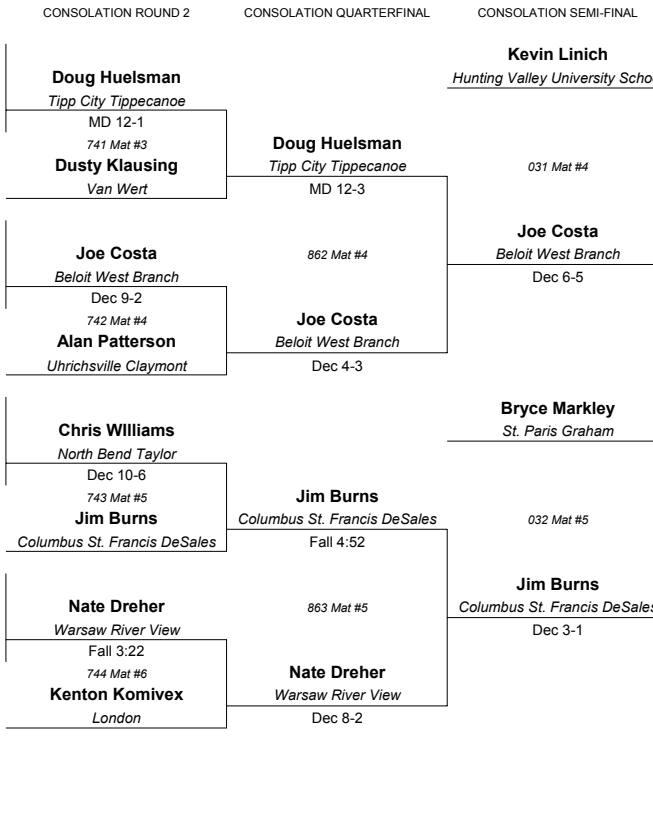 CONSOLATION ROUND 2
CONSOLATION QUARTERFINAL
CONSOLATION SEMI-FINAL
Doug Huelsman
Tipp City Tippecanoe
MD 12-1
741 Mat #3
Dusty Klausing
Van Wert
Joe Costa
Beloit West Branch
Dec 9-2
742 Mat #4
Alan Patterson
Uhrichsville Claymont
Chris WIlliams
North Bend Taylor
Dec 10-6
743 Mat #5
Jim Burns
Columbus St. Francis DeSales
Nate Dreher
Warsaw River View
Fall 3:22
744 Mat #6
Kenton Komivex
London
Doug Huelsman
Tipp City Tippecanoe
MD 12-3
862 Mat #4
Joe Costa
Beloit West Branch
Dec 4-3
Jim Burns
Columbus St. Francis DeSales
Fall 4:52
863 Mat #5
Nate Dreher
Warsaw River View
Dec 8-2
Kevin Linich
Hunting Valley University Schoo
031 Mat #4
Joe Costa
Beloit West Branch
Dec 6-5
Bryce Markley
St. Paris Graham
032 Mat #5
Jim Burns
Columbus St. Francis DeSales
Dec 3-1